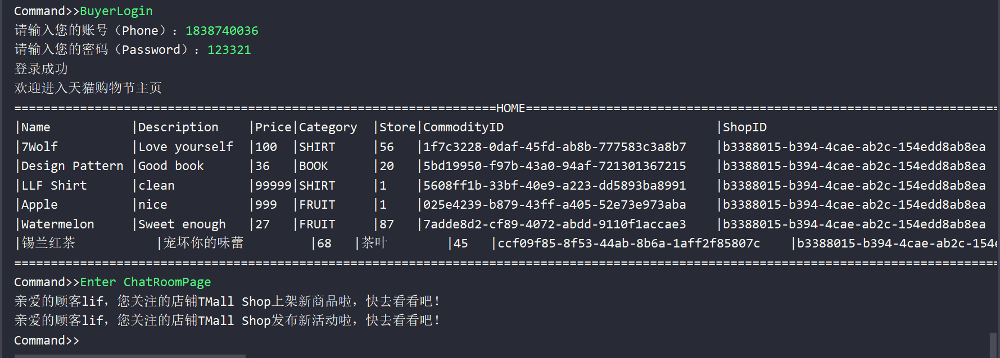 Command>>BuyerLogin
请输入您的账号（Phone）：1838740036
请输入您的密码（Password）：123321
登录成功
欢迎进入天猫购物节主页
==================================================================HOME=================================================================
|Name           |Description    |Price|Category  |Store|CommodityID                             |ShopID
|7Wolf          |Love yourself  |100  |SHIRT     |56   |1f7c3228-0daf-45fd-ab8b-777583c3a8b7    |b3388015-b394-4cae-ab2c-154edd8ab8ea
|Design Pattern |Good book      |36   |BOOK      |20   |5bd19950-f97b-43a0-94af-721301367215    |b3388015-b394-4cae-ab2c-154edd8ab8ea
|LLF Shirt      |clean          |99999|SHIRT     |1    |5608ff1b-33bf-40e9-a223-dd5893ba8991    |b3388015-b394-4cae-ab2c-154edd8ab8ea
|Apple          |nice           |999  |FRUIT     |1    |025e4239-b879-43ff-a405-52e73e973aba    |b3388015-b394-4cae-ab2c-154edd8ab8ea
|Watermelon     |Sweet enough   |27   |FRUIT     |87   |7adde8d2-cf89-4072-abdd-9110f1accae3    |b3388015-b394-4cae-ab2c-154edd8ab8ea
|锡兰红茶           |宠坏你的味蕾         |68   |茶叶        |45   |ccf09f85-8f53-44ab-8b6a-1aff2f85807c    |b3388015-b394-4cae-ab2c-154e
=======================================================================================================================================
Command>>Enter ChatRoomPage
亲爱的顾客lif，您关注的店铺TMall Shop上架新商品啦，快去看看吧！
亲爱的顾客lif，您关注的店铺TMall Shop发布新活动啦，快去看看吧！
Command>>